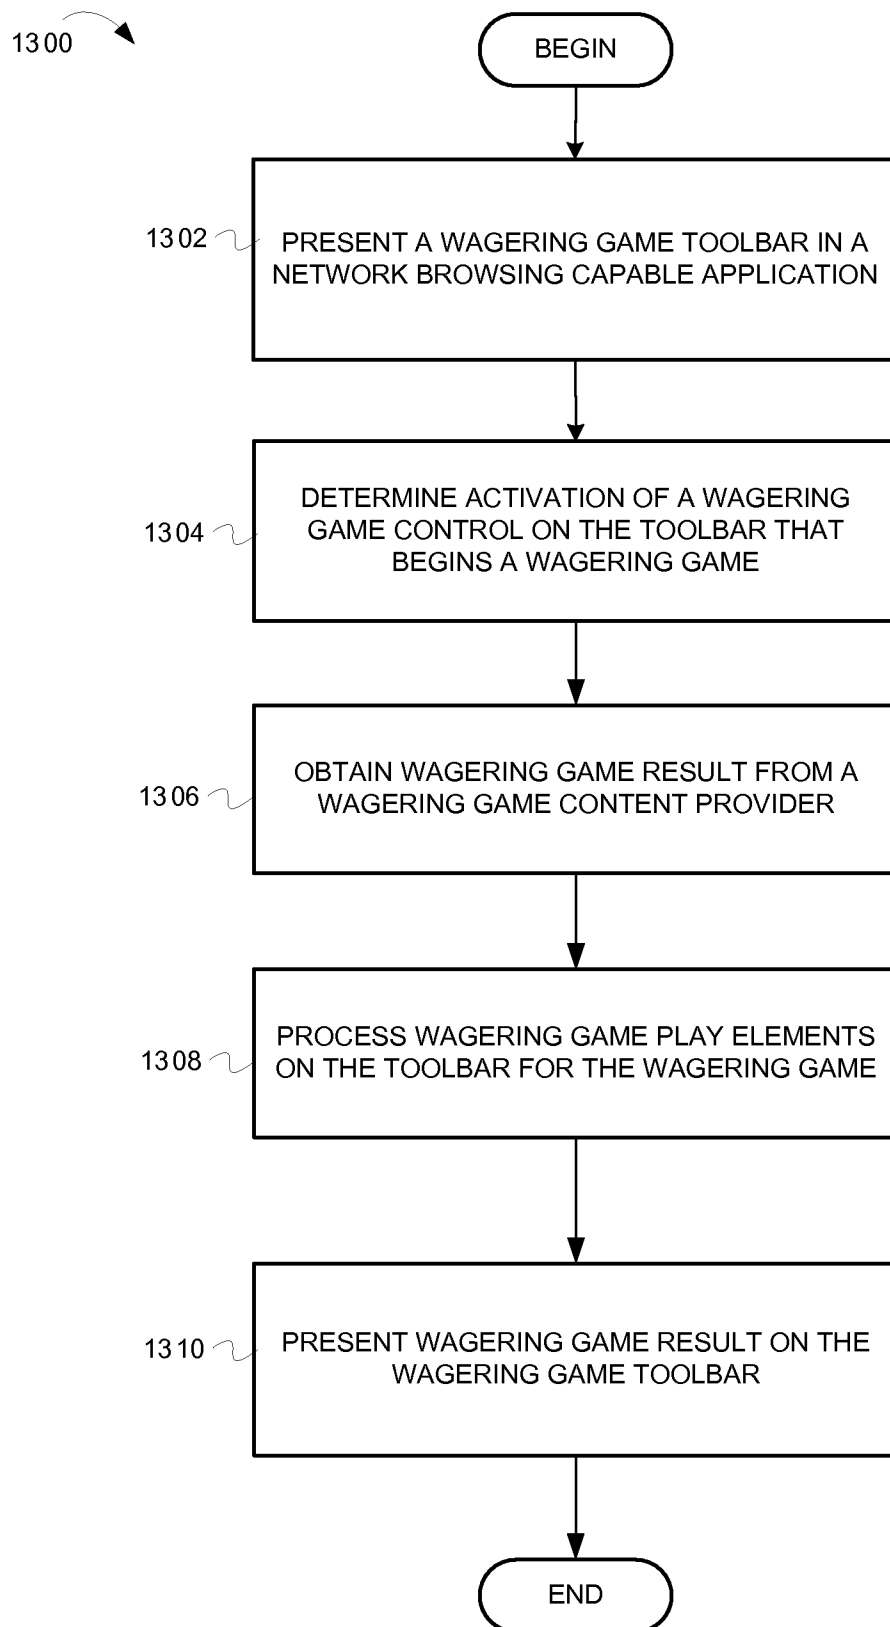 1300
BEGIN
1302
PRESENT A WAGERING GAME TOOLBAR IN A
NETWORK BROWSING CAPABLE APPLICATION
1304
DETERMINE ACTIVATION OF A WAGERING
GAME CONTROL ON THE TOOLBAR THAT
BEGINS A WAGERING GAME
1306
OBTAIN WAGERING GAME RESULT FROM A
WAGERING GAME CONTENT PROVIDER
1308
PROCESS WAGERING GAME PLAY ELEMENTS
ON THE TOOLBAR FOR THE WAGERING GAME
1310
PRESENT WAGERING GAME RESULT ON THE
WAGERING GAME TOOLBAR
END